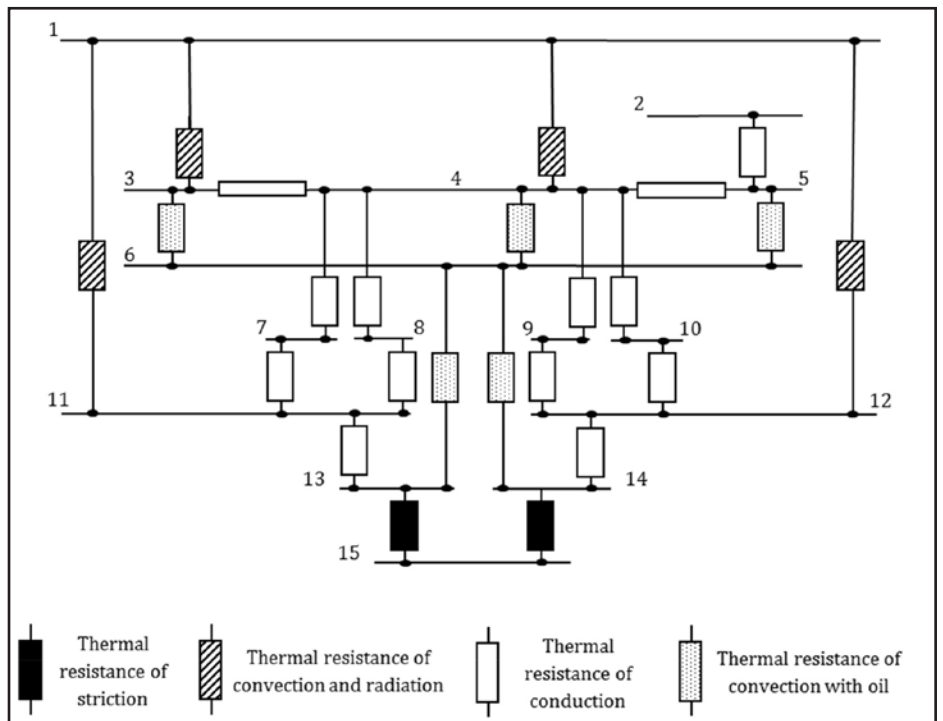 1
2
3
4
5
6
7
8
9
10
11
12
13
14
15
Thermal
resistance of
striction
Thermal resistance of
convection and radiation
Thermal
resistance of
conduction
Thermal resistance of
convection with oil